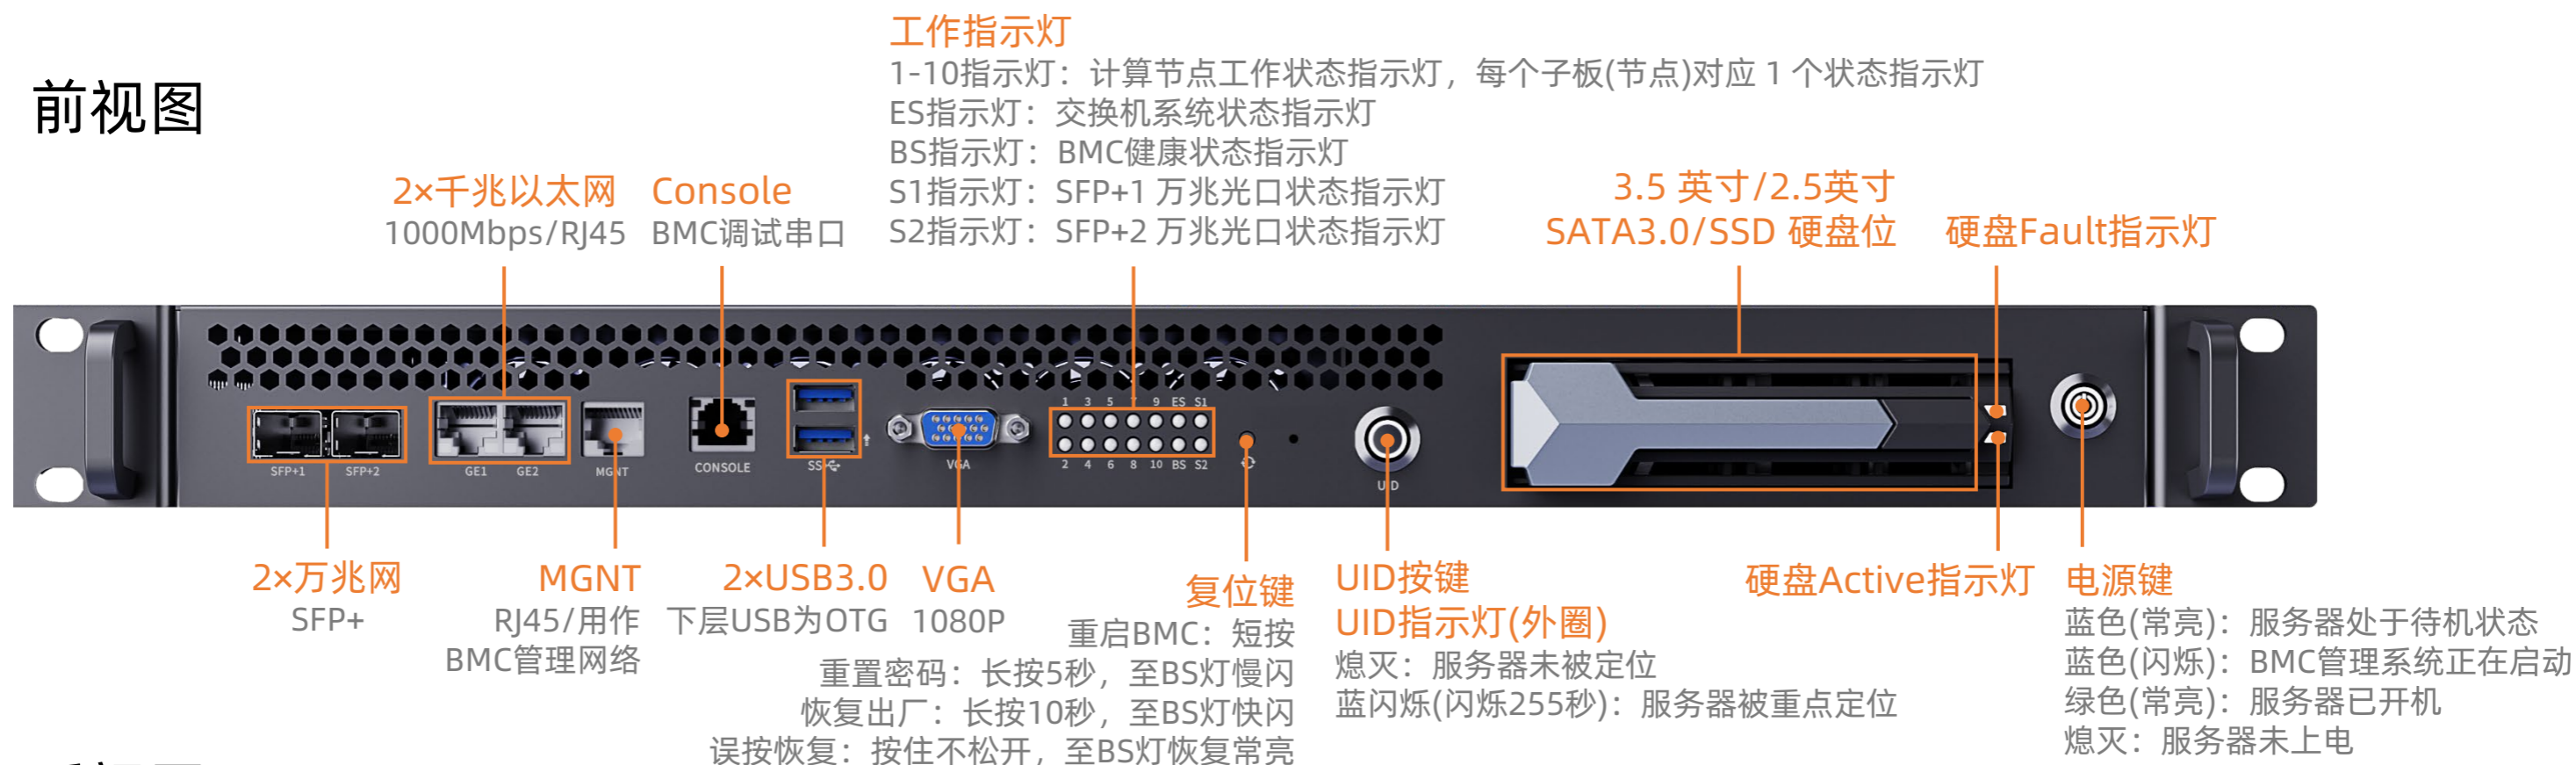 前视图
工作指示灯
1-10指示灯：计算节点工作状态指示灯，每个子板(节点)对应 1 个状态指示灯
ES指示灯：交换机系统状态指示灯
BS指示灯：BMC健康状态指示灯
S1指示灯：SFP+1 万兆光口状态指示灯
S2指示灯：SFP+2 万兆光口状态指示灯
2×千兆以太网
1000Mbps/RJ45
Console
BMC调试串口
3.5 英寸/2.5英寸
SATA3.0/SSD 硬盘位
硬盘Fault指示灯
1 3 5 7 9 ES S1
2 4 6 8 10 BS S2
SFP+1 SFP+2
GE1 GE2
MGNT
CONSOLE
SS
VGA
UID
2×万兆网
SFP+
MGNT
RJ45/用作
BMC管理网络
2×USB3.0
下层USB为OTG
VGA
1080P
复位键
重启BMC：短按
重置密码：长按5秒，至BS灯慢闪
恢复出厂：长按10秒，至BS灯快闪
误按恢复：按住不松开，至BS灯恢复常亮
UID按键
UID指示灯(外圈)
熄灭：服务器未被定位
蓝闪烁(闪烁255秒)：服务器被重点定位
硬盘Active指示灯
电源键
蓝色(常亮)：服务器处于待机状态
蓝色(闪烁)：BMC管理系统正在启动
绿色(常亮)：服务器已开机
熄灭：服务器未上电